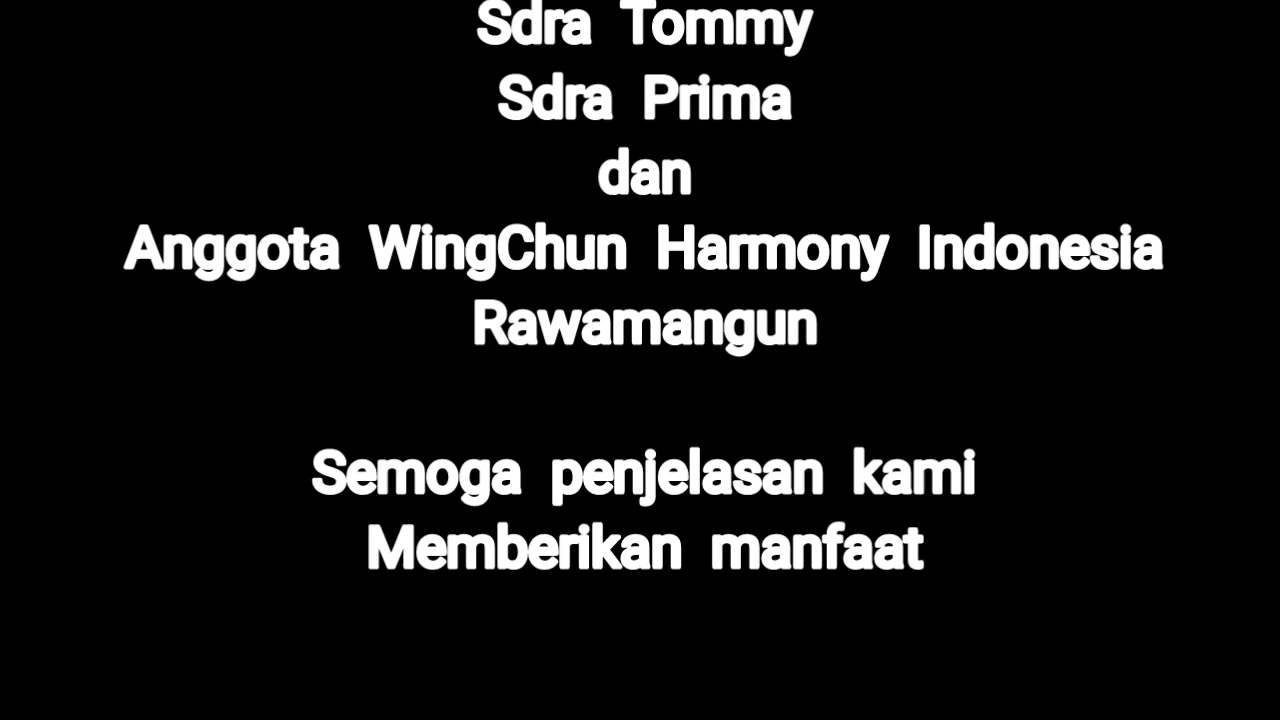 Sdra Tommy
Sdra Prima
dan
Anggota WingChun Harmony Indonesia
Rawamangun
Semoga penjelasan kami
Memberikan manfaat